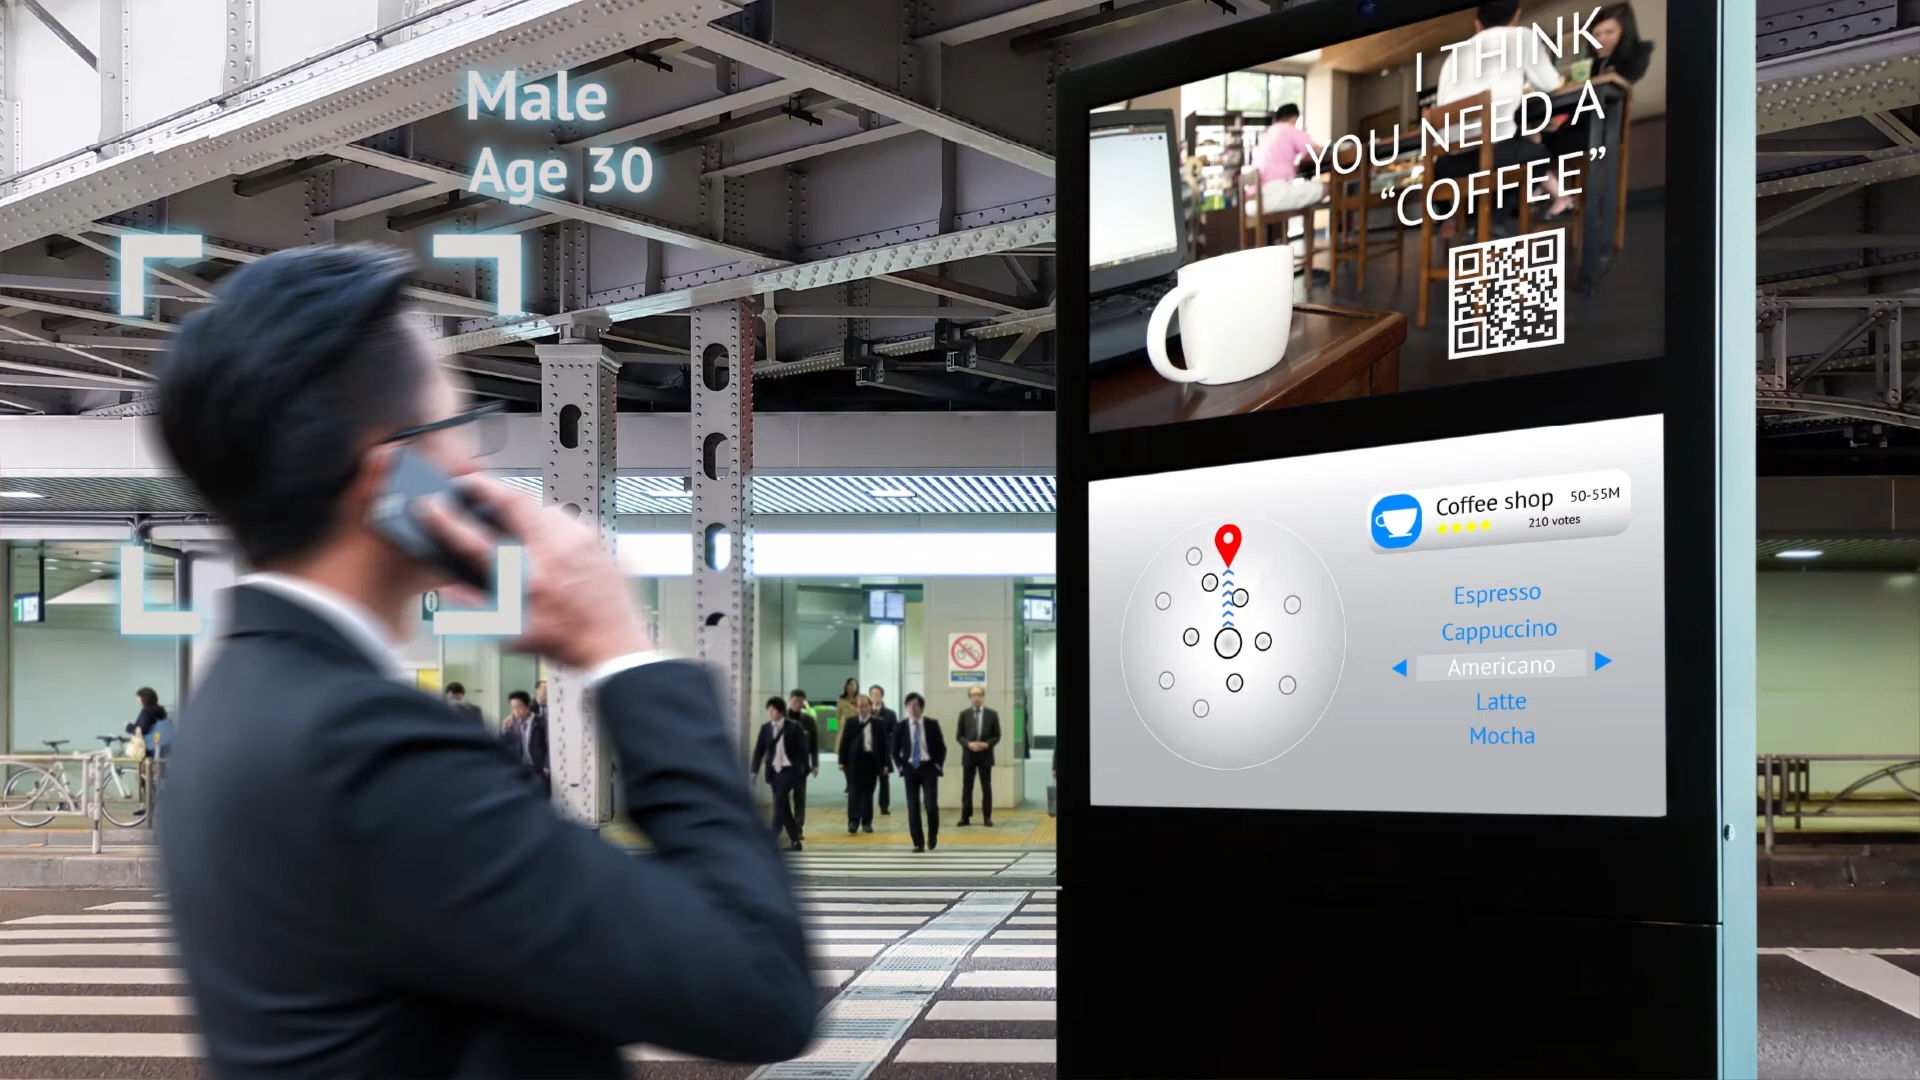 Male
Age 30
I THINK
YOU NEED A
“COFFEE”
Coffee shop 50-55M
210 votes
Espresso
Cappuccino
Americano
Latte
Mocha